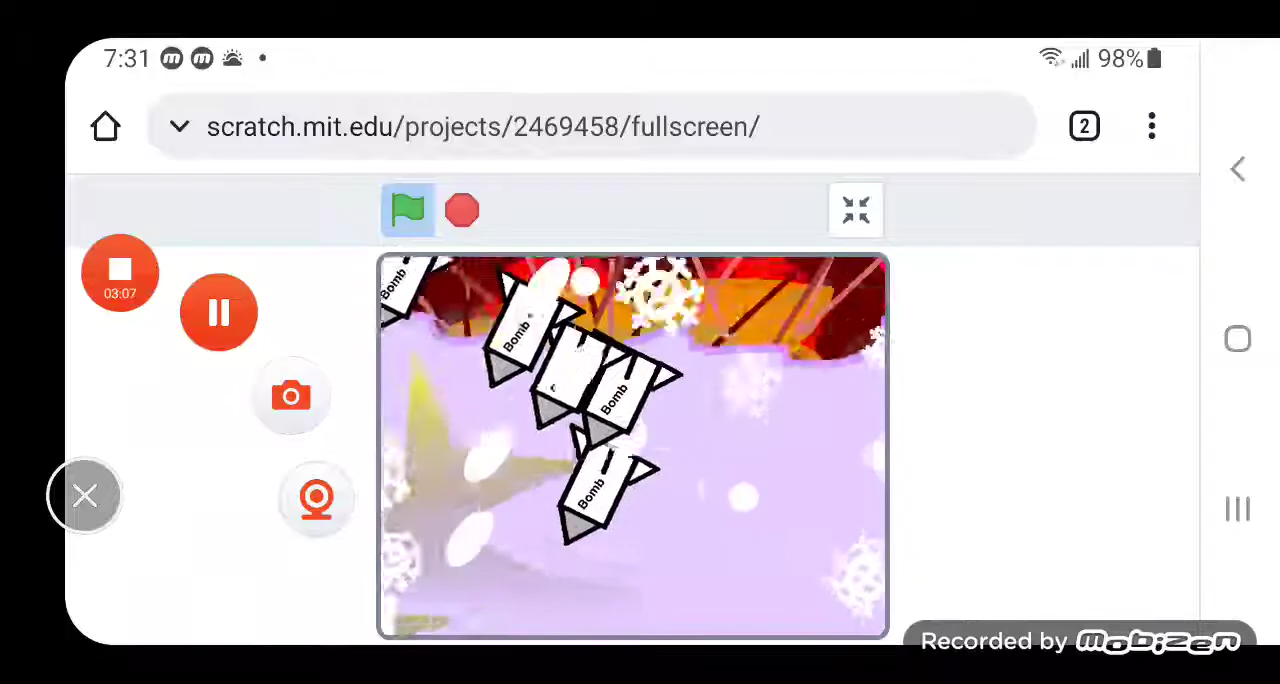 7:31
98%
scratch.mit.edu/projects/2469458/fullscreen/
2
03:07
Bomb
Bomb
Bomb
Bomb
Recorded by Mobizen